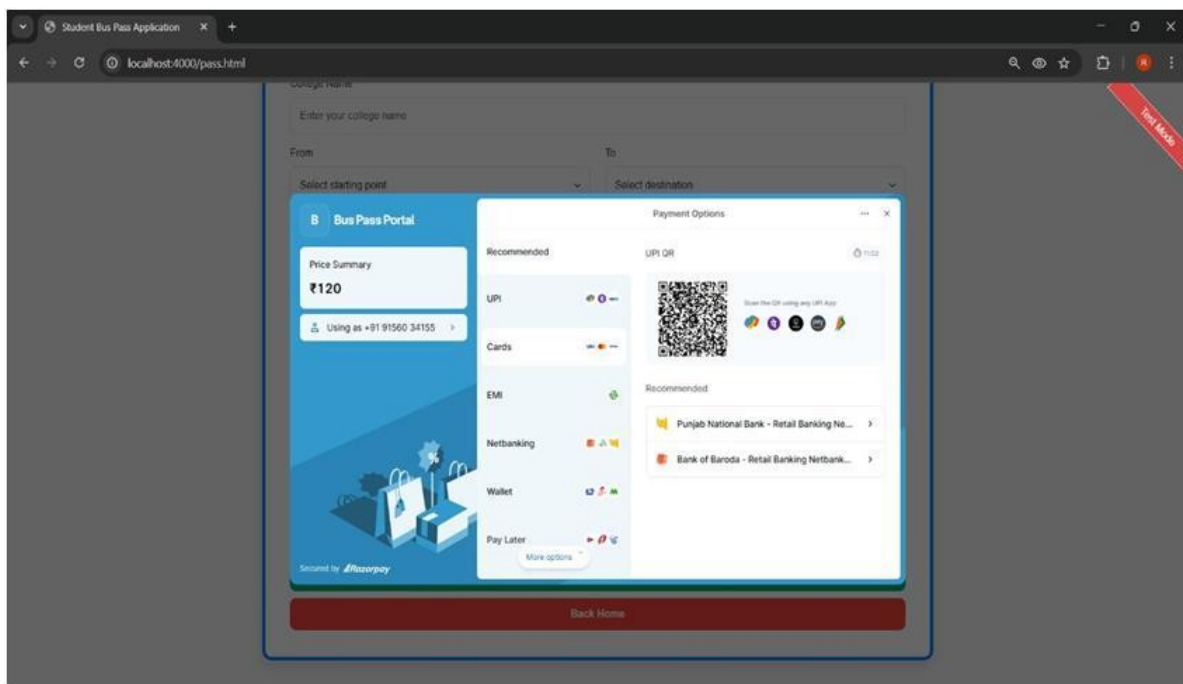 Student Bus Pass Application
localhost:4000/pass.html
College Name
Enter your college name
From To
Select starting point Select destination
Test Mode
B Bus Pass Portal
Price Summary
₹120
Using as +91 91560 34155
Secured by Razorpay
Payment Options
Recommended
UPI
Cards
EMI
Netbanking
Wallet
Pay Later
More options
UPI QR
Scan the QR using any UPI App
Recommended
Punjab National Bank - Retail Banking Ne...
Bank of Baroda - Retail Banking Netbank...
Back Home